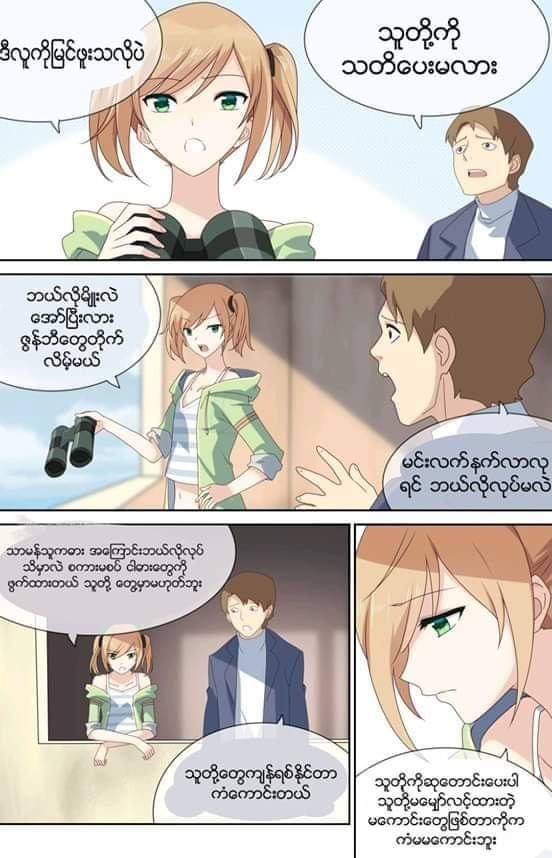 ဒီလူကိုမြင်ဖူးသလိုပဲ
သူတို့ကို
သတိပေးမလား
ဘယ်လိုမျိုးလဲ
အော်ပြီးလား
ဇွန်ဘီတွေတိုက်
လိမ့်မယ်
မင်းလက်နက်လာလု
ရင် ဘယ်လိုလုပ်မလဲ
သာမန်သူကဓား အကြောင်းဘယ်လိုလုပ်
သိမှာလဲ စကားမစပ် ငါဓားတွေကို
ဖွက်ထားတယ် သူတို့ တွေ့မှာမဟုတ်ဘူး
သူတို့တွေကျန်ရစ်နိုင်တာ
ကံကောင်းတယ်
သူတို့ကိုဆုတောင်းပေးပါ
သူတို့မမျှော်လင့်ထားတဲ့
မကောင်းတွေဖြစ်တာကိုက
ကံမမကောင်းဘူး